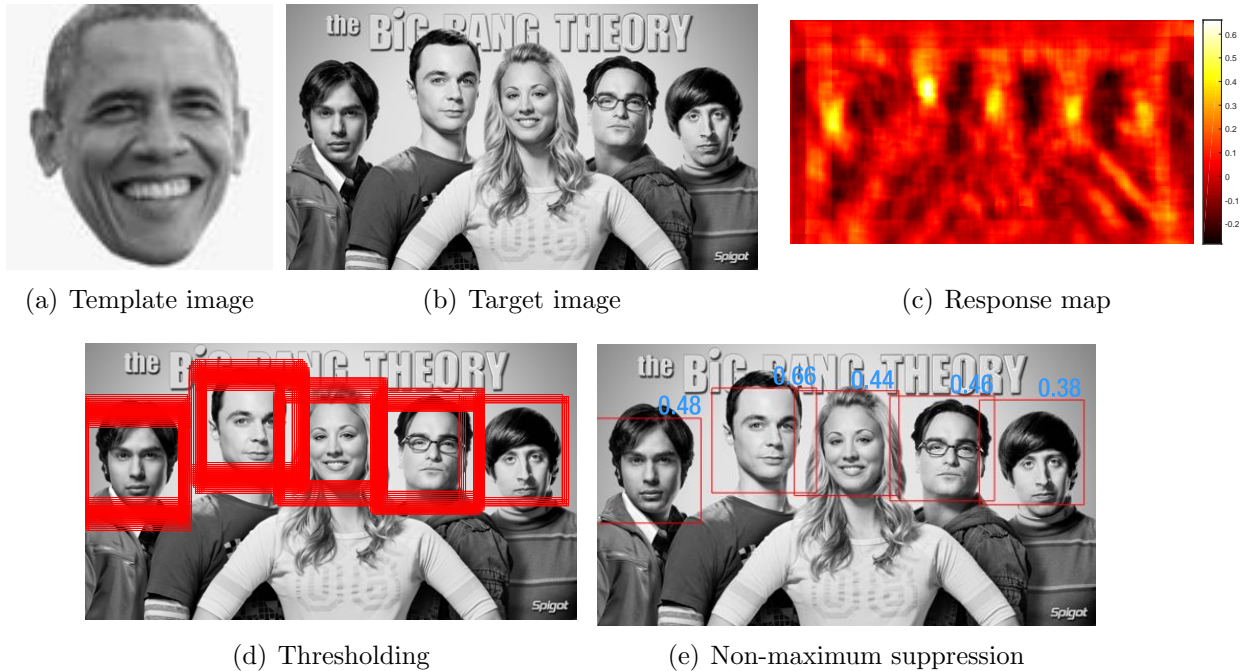 the BiG BANG THEORY
Spigot
0.6
0.5
0.4
0.3
0.2
0.1
0
-0.1
-0.2
(a) Template image
(b) Target image
(c) Response map
the BiG BANG THEORY
Spigot
the BiG BANG THEORY
0.48
0.66
0.44
0.46
0.38
Spigot
(d) Thresholding
(e) Non-maximum suppression